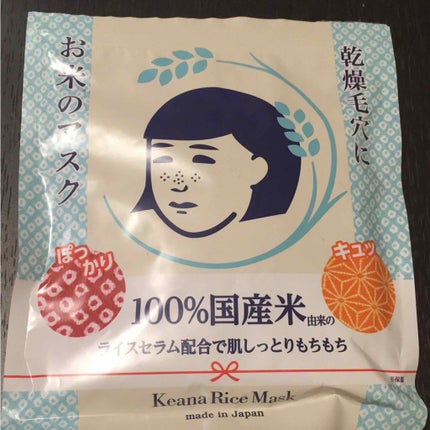 乾燥毛穴に
お米のマスク
ぽっかり
キュッ
100%国産米由来の
ライスセラム配合で肌しっとりもちもち
※保湿
Keana Rice Mask
made in Japan